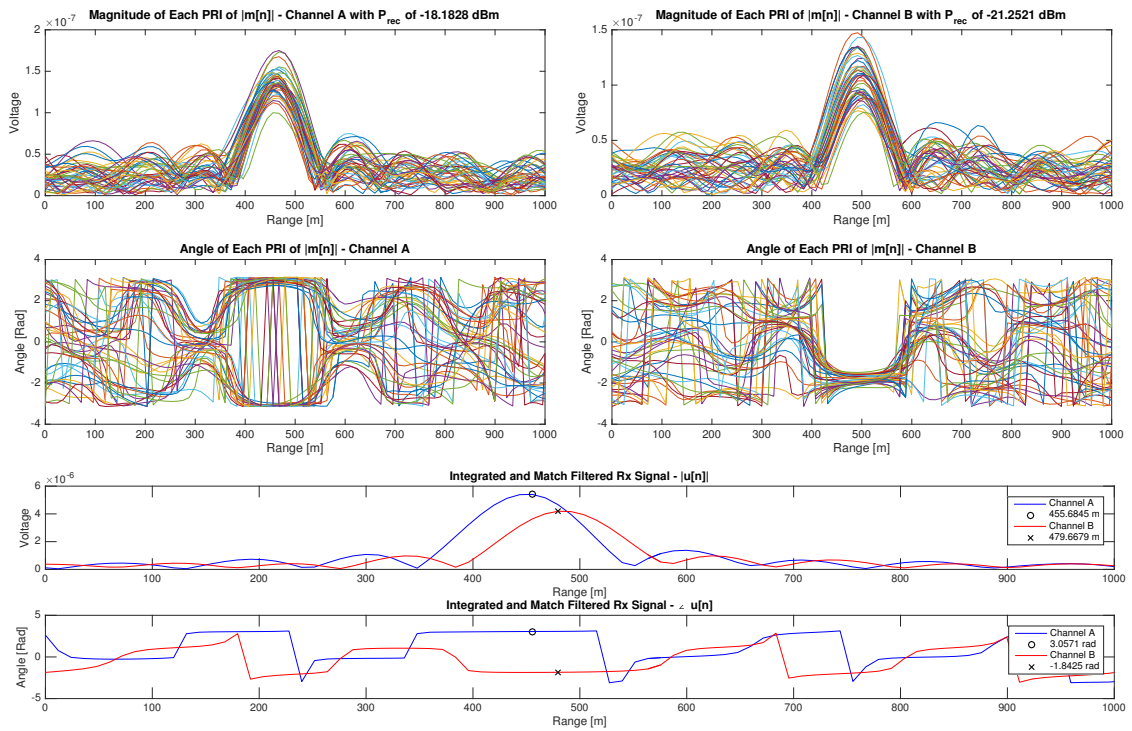 Magnitude of Each PRI of |m[n]| - Channel A with P_rec of -18.1828 dBm
×10^-7
2
1.5
1
0.5
0
Voltage
0 100 200 300 400 500 600 700 800 900 1000
Range [m]
Magnitude of Each PRI of |m[n]| - Channel B with P_rec of -21.2521 dBm
×10^-7
1.5
1
0.5
0
Voltage
0 100 200 300 400 500 600 700 800 900 1000
Range [m]
Angle of Each PRI of |m[n]| - Channel A
4
2
0
-2
-4
Angle [Rad]
0 100 200 300 400 500 600 700 800 900 1000
Range [m]
Angle of Each PRI of |m[n]| - Channel B
4
2
0
-2
-4
Angle [Rad]
0 100 200 300 400 500 600 700 800 900 1000
Range [m]
Integrated and Match Filtered Rx Signal - |u[n]|
×10^-6
6
4
2
0
Voltage
0 100 200 300 400 500 600 700 800 900 1000
Range [m]
Channel A
455.6845 m
Channel B
479.6679 m
Integrated and Match Filtered Rx Signal - ∠ u[n]
5
0
-5
Angle [Rad]
0 100 200 300 400 500 600 700 800 900 1000
Range [m]
Channel A
3.0571 rad
Channel B
-1.8425 rad